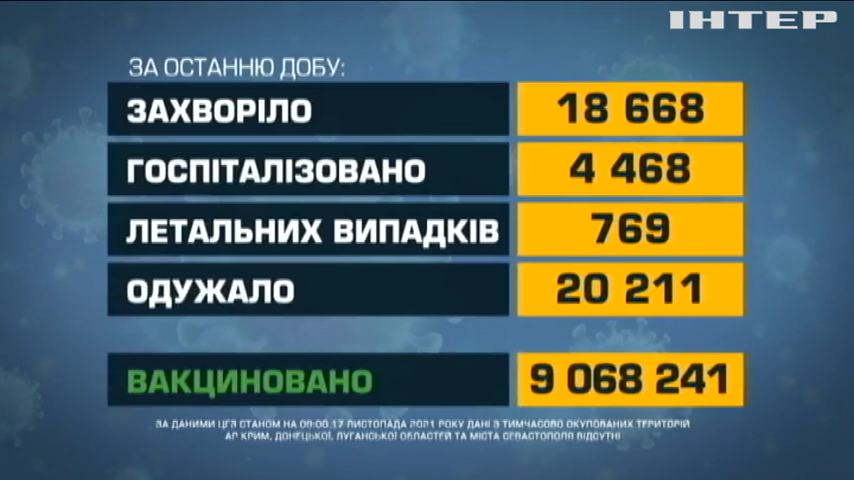 ІНТЕР
ЗА ОСТАННЮ ДОБУ:
ЗАХВОРІЛО 18 668
ГОСПІТАЛІЗОВАНО 4 468
ЛЕТАЛЬНИХ ВИПАДКІВ 769
ОДУЖАЛО 20 211
ВАКЦИНОВАНО 9 068 241
ЗА ДАНИМИ ЦГЗ СТАНОМ НА 09:00 17 ЛИСТОПАДА 2021 РОКУ ДАНІ З ТИМЧАСОВО ОКУПОВАНИХ ТЕРИТОРІЙ
АР КРИМ, ДОНЕЦЬКОЇ, ЛУГАНСЬКОЇ ОБЛАСТЕЙ ТА МІСТА СЕВАСТОПОЛЯ ВІДСУТНІ